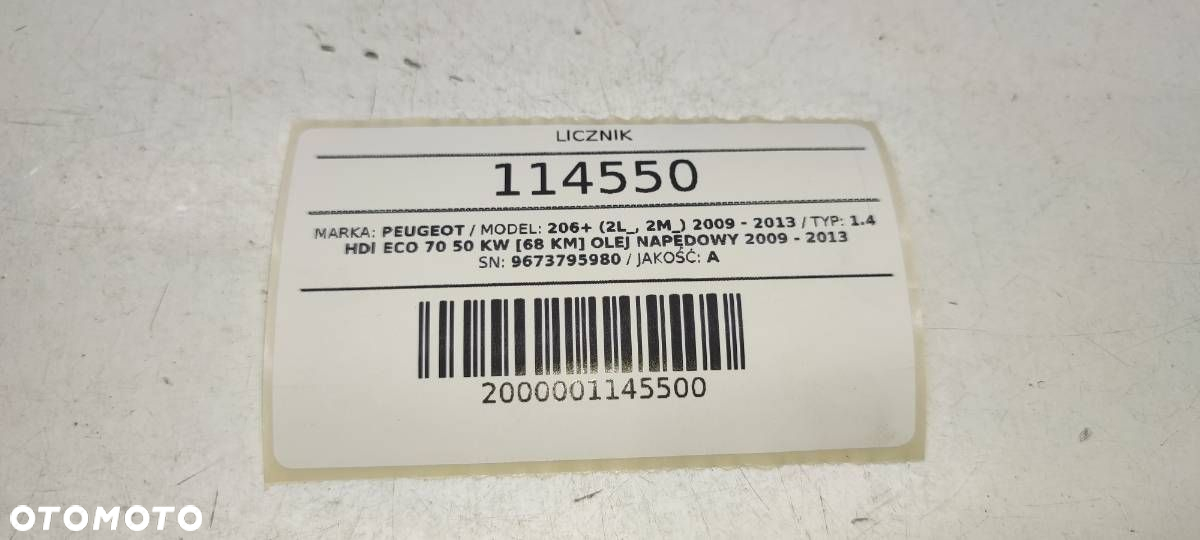 LICZNIK
114550
MARKA: PEUGEOT / MODEL: 206+ (2L_, 2M_) 2009 - 2013 / TYP: 1.4
HDI ECO 70 50 KW [68 KM] OLEJ NAPĘDOWY 2009 - 2013
SN: 9673795980 / JAKOŚĆ: A
2000001145500
OTOMOTO